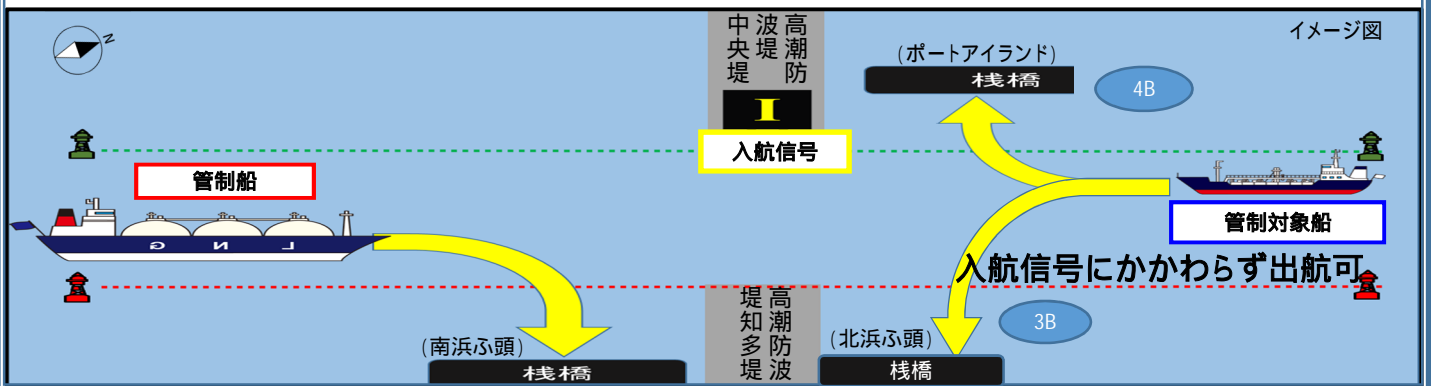 イメージ図
N
高潮防
波堤
中央堤
I
入航信号
(ポートアイランド)
桟橋
4B
管制船
LNG
管制対象船
入航信号にかかわらず出航可
高潮防波
堤知多堤
3B
(南浜ふ頭)
桟橋
(北浜ふ頭)
桟橋